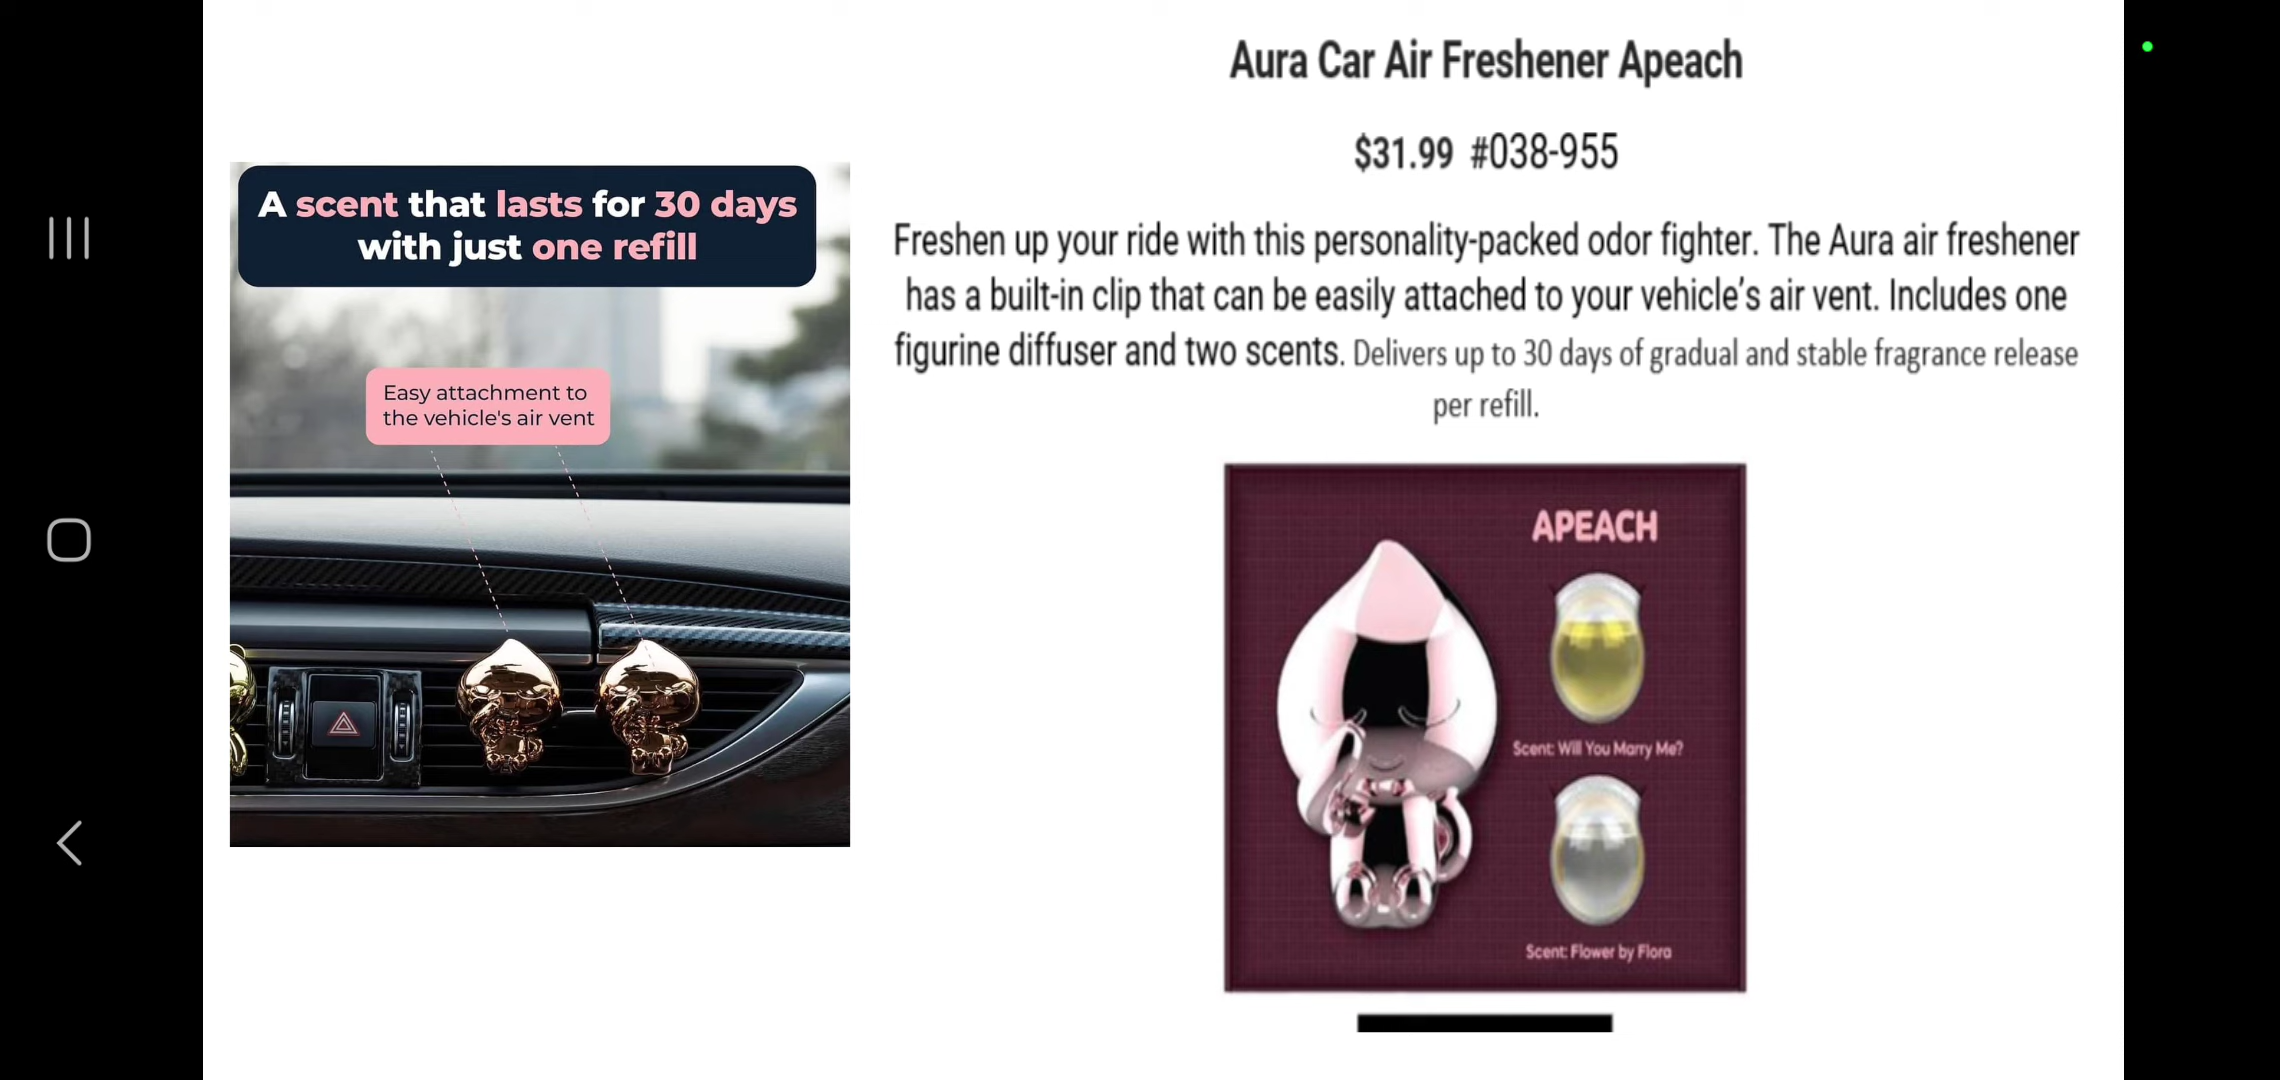 A scent that lasts for 30 days
with just one refill
Easy attachment to
the vehicle's air vent
Aura Car Air Freshener Apeach
$31.99 #038-955
Freshen up your ride with this personality-packed odor fighter. The Aura air freshener
has a built-in clip that can be easily attached to your vehicle’s air vent. Includes one
figurine diffuser and two scents. Delivers up to 30 days of gradual and stable fragrance release
per refill.
APEACH
Scent: Will You Marry Me?
Scent: Flower by Flora